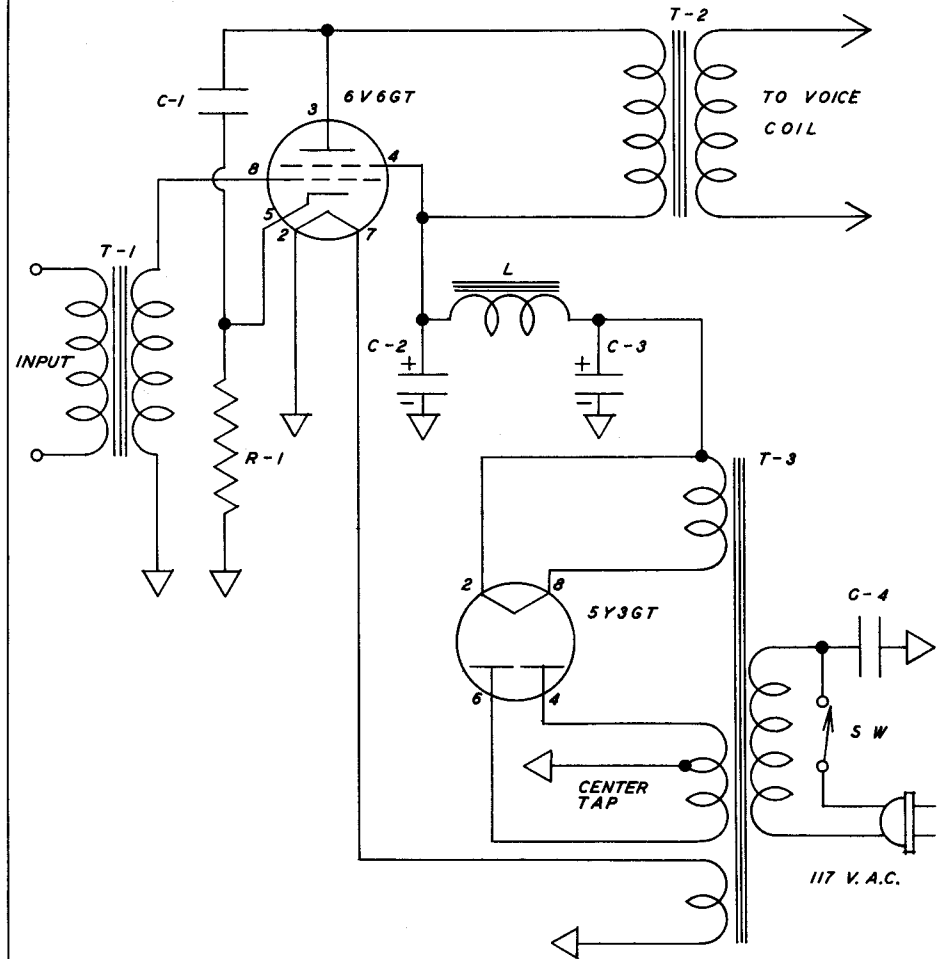 T-2
C-1
6V6GT
TO VOICE
COIL
3
8
4
5
2
7
T-1
L
INPUT
C-2
+
-
C-3
+
-
R-1
T-3
2
8
5Y3GT
C-4
6
4
SW
CENTER
TAP
117 V. A.C.